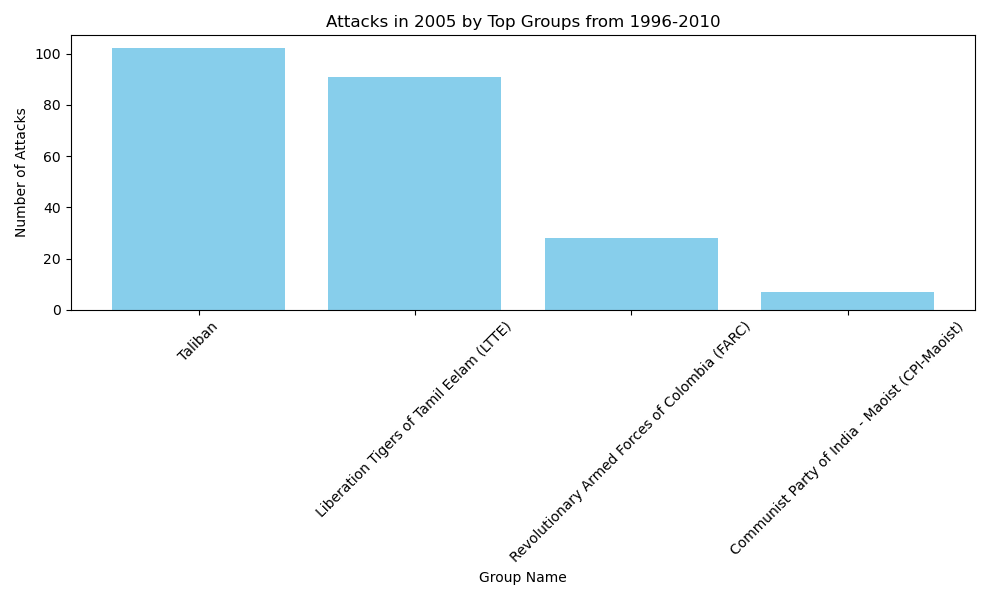 Attacks in 2005 by Top Groups from 1996-2010
Number of Attacks
100
80
60
40
20
0
Taliban
Liberation Tigers of Tamil Eelam (LTTE)
Revolutionary Armed Forces of Colombia (FARC)
Communist Party of India - Maoist (CPI-Maoist)
Group Name